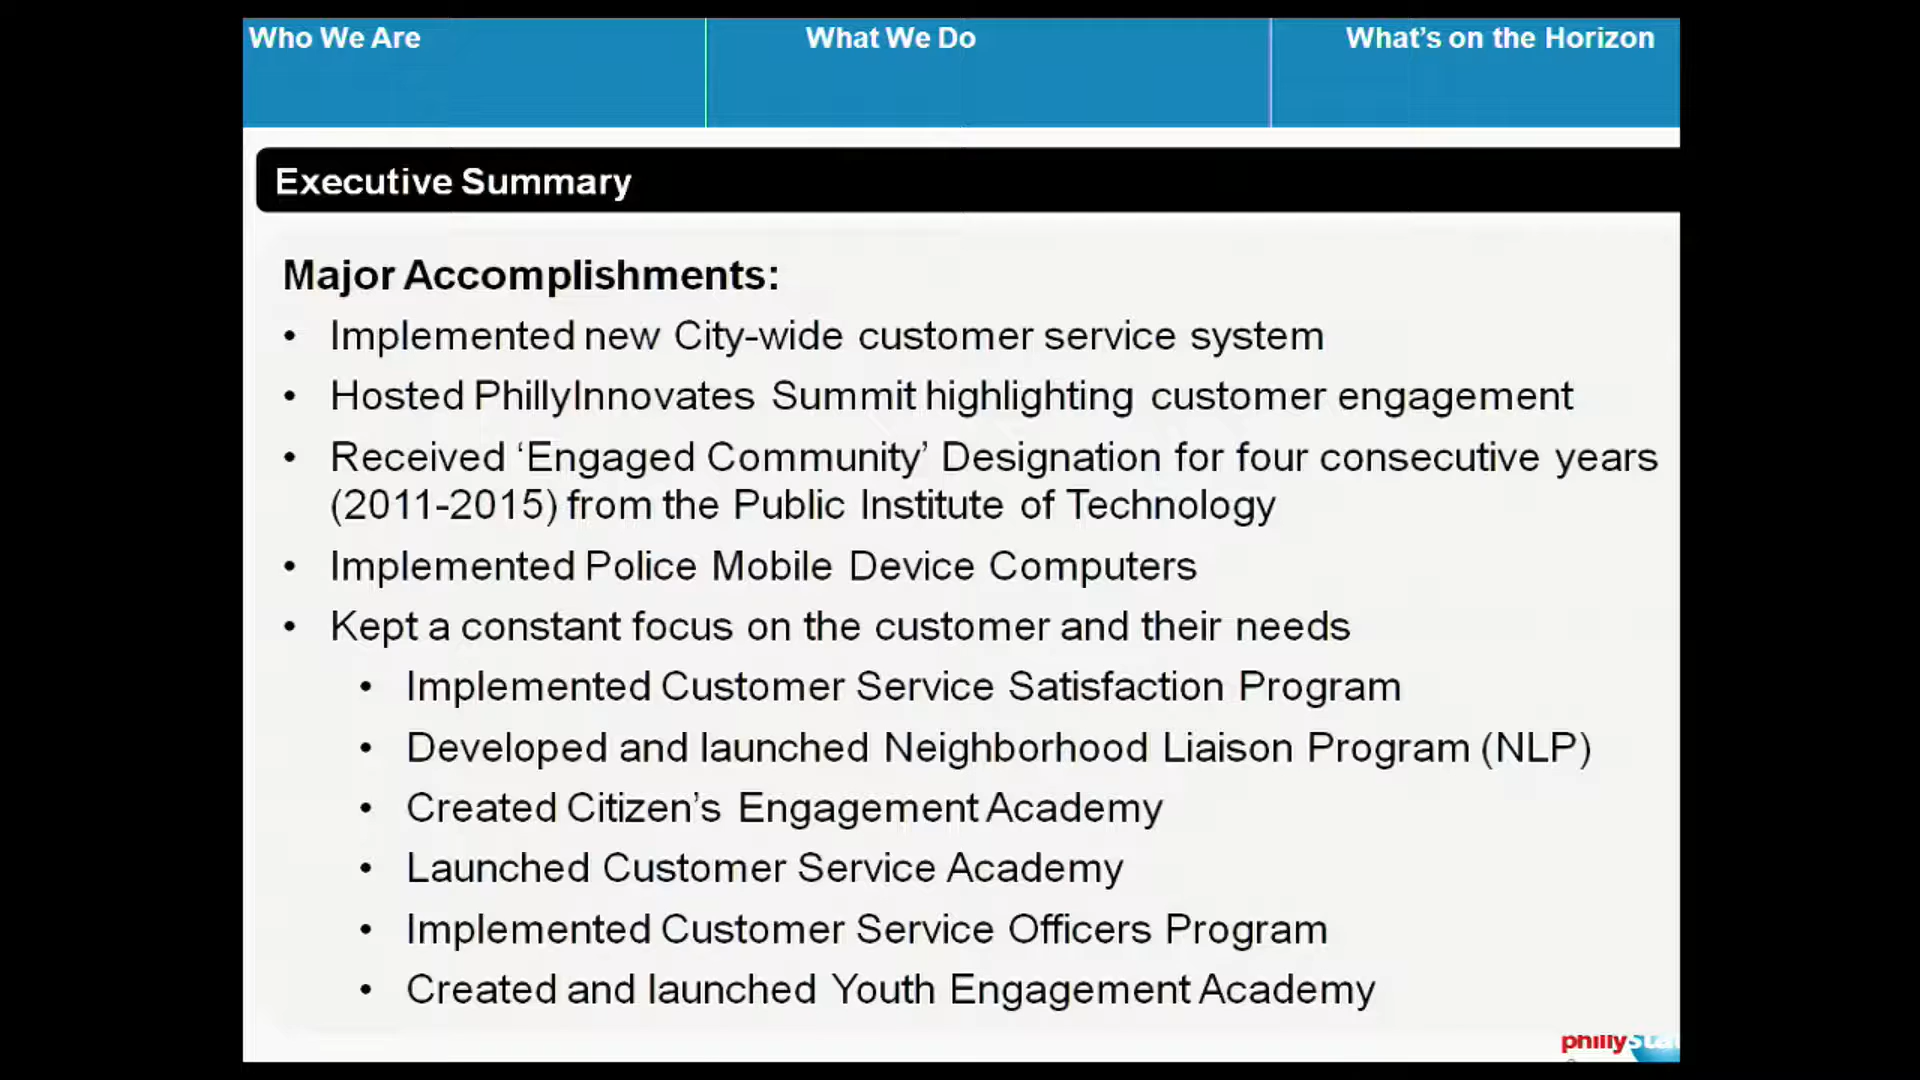 Who We Are
What We Do
What's on the Horizon
Executive Summary
Major Accomplishments:
• Implemented new City-wide customer service system
• Hosted PhillyInnovates Summit highlighting customer engagement
• Received ‘Engaged Community’ Designation for four consecutive years
(2011-2015) from the Public Institute of Technology
• Implemented Police Mobile Device Computers
• Kept a constant focus on the customer and their needs
• Implemented Customer Service Satisfaction Program
• Developed and launched Neighborhood Liaison Program (NLP)
• Created Citizen’s Engagement Academy
• Launched Customer Service Academy
• Implemented Customer Service Officers Program
• Created and launched Youth Engagement Academy
philly